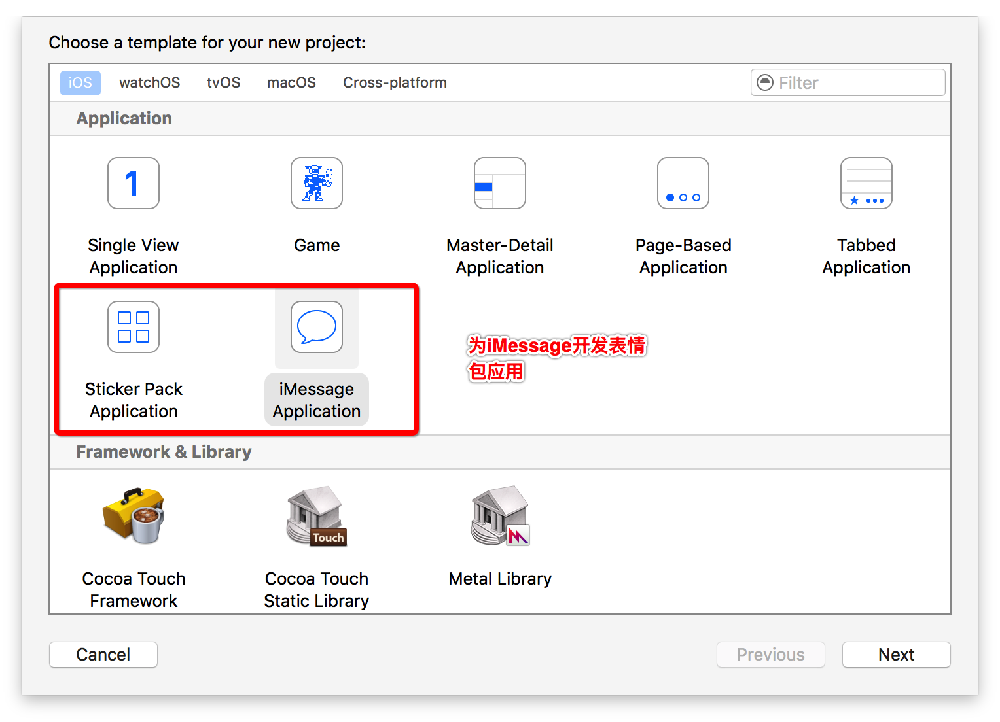 Choose a template for your new project:
iOS watchOS tvOS macOS Cross-platform Filter
Application
1
Single View
Application
Game
Master-Detail
Application
Page-Based
Application
Tabbed
Application
Sticker Pack
Application
iMessage
Application
为iMessage开发表情
包应用
Framework & Library
Cocoa Touch
Framework
Touch
Cocoa Touch
Static Library
Metal Library
Cancel Previous Next